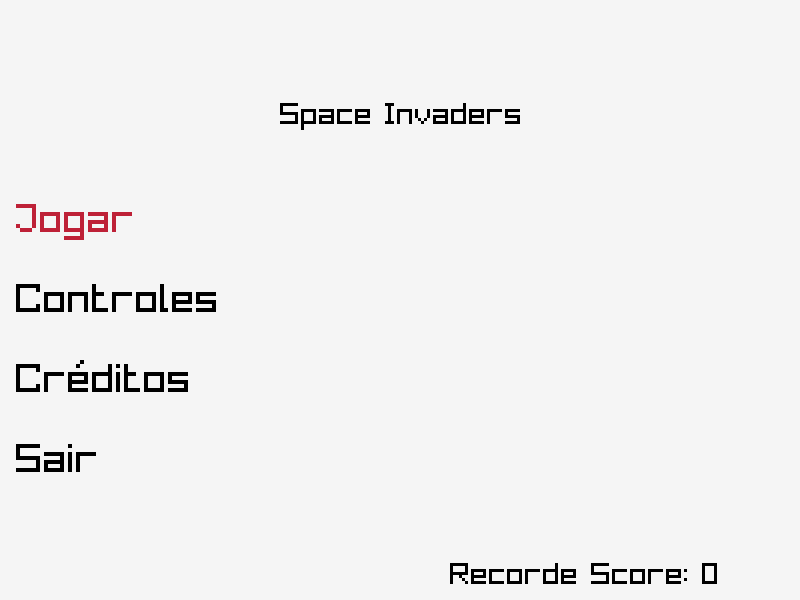 Space Invaders
Jogar
Controles
Créditos
Sair
Recorde Score: 0